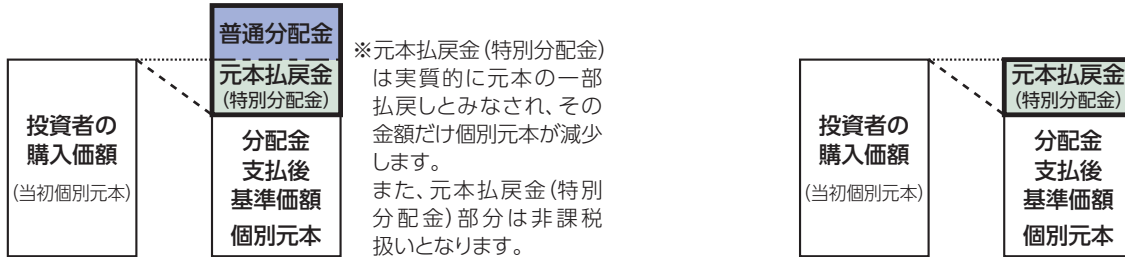 投資者の
購入価額
(当初個別元本)
普通分配金
元本払戻金
(特別分配金)
分配金
支払後
基準価額
個別元本
※元本払戻金(特別分配金)
は実質的に元本の一部
払戻しとみなされ、その
金額だけ個別元本が減少
します。
また、元本払戻金(特別
分配金)部分は非課税
扱いとなります。
投資者の
購入価額
(当初個別元本)
元本払戻金
(特別分配金)
分配金
支払後
基準価額
個別元本